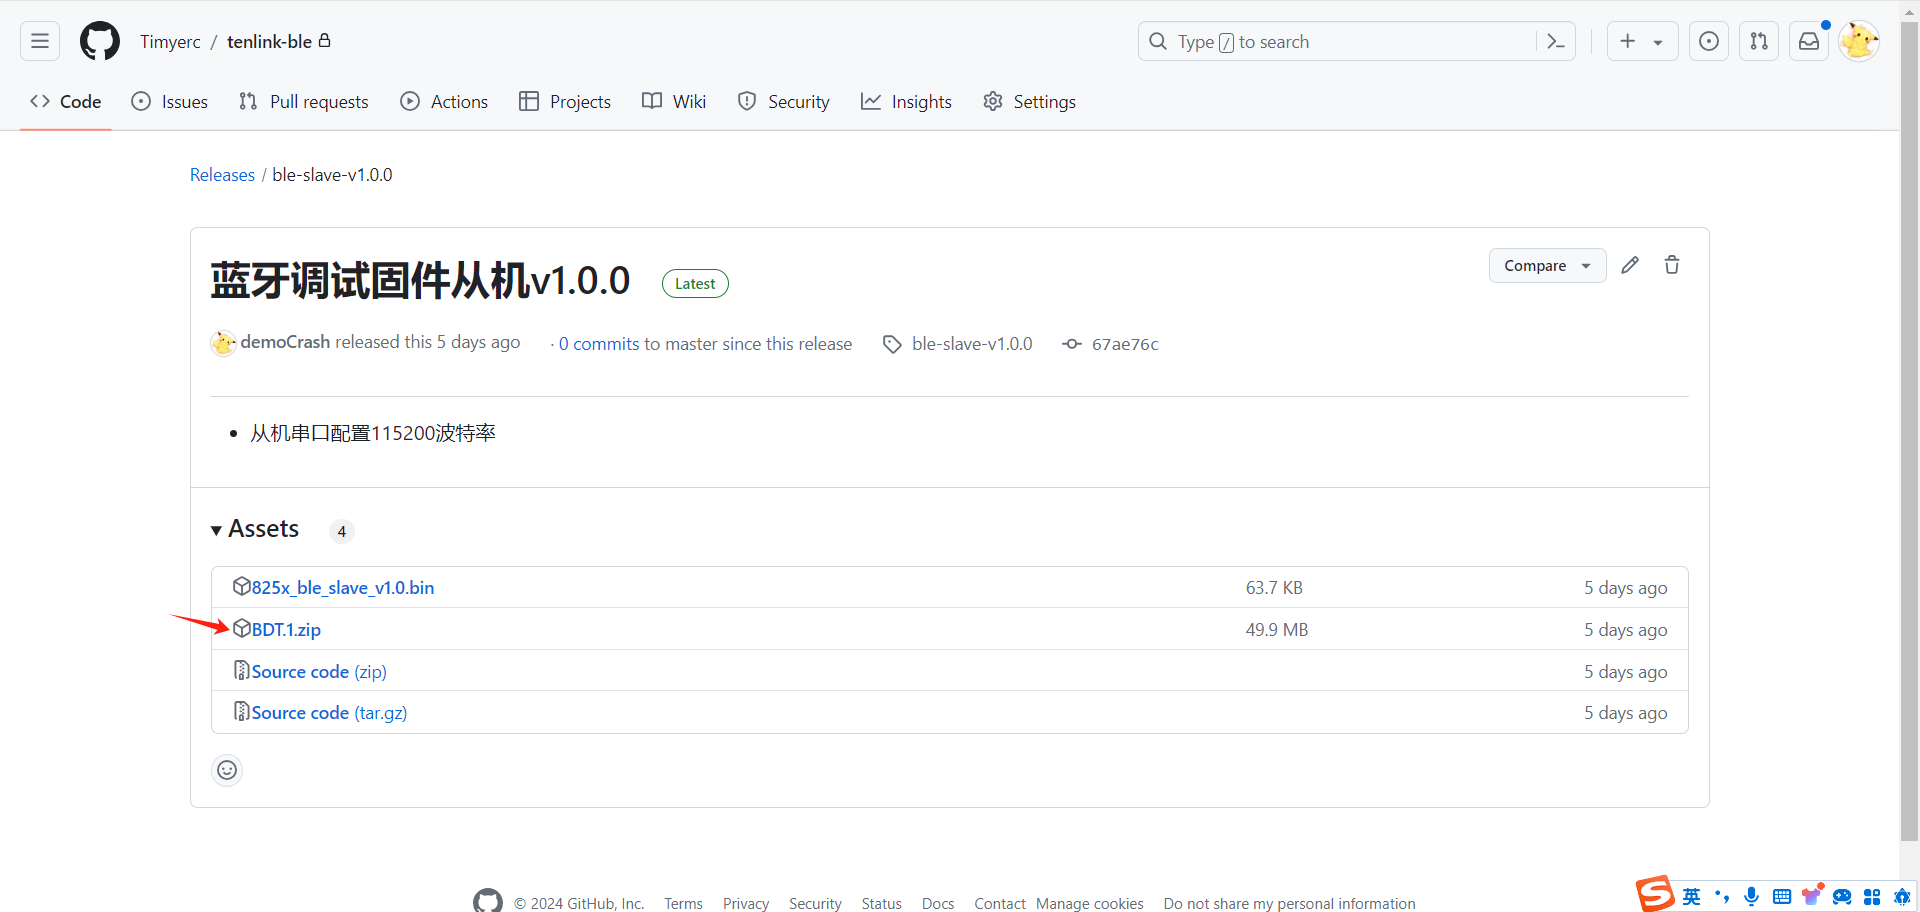 Timyerc / tenlink-ble
Type / to search
Code Issues Pull requests Actions Projects Wiki Security Insights Settings
Releases / ble-slave-v1.0.0
蓝牙调试固件从机v1.0.0 Latest
Compare
demoCrash released this 5 days ago · 0 commits to master since this release ble-slave-v1.0.0 67ae76c
从机串口配置115200波特率
Assets 4
825x_ble_slave_v1.0.bin 63.7 KB 5 days ago
BDT.1.zip 49.9 MB 5 days ago
Source code (zip) 5 days ago
Source code (tar.gz) 5 days ago
© 2024 GitHub, Inc. Terms Privacy Security Status Docs Contact Manage cookies Do not share my personal information
S 英